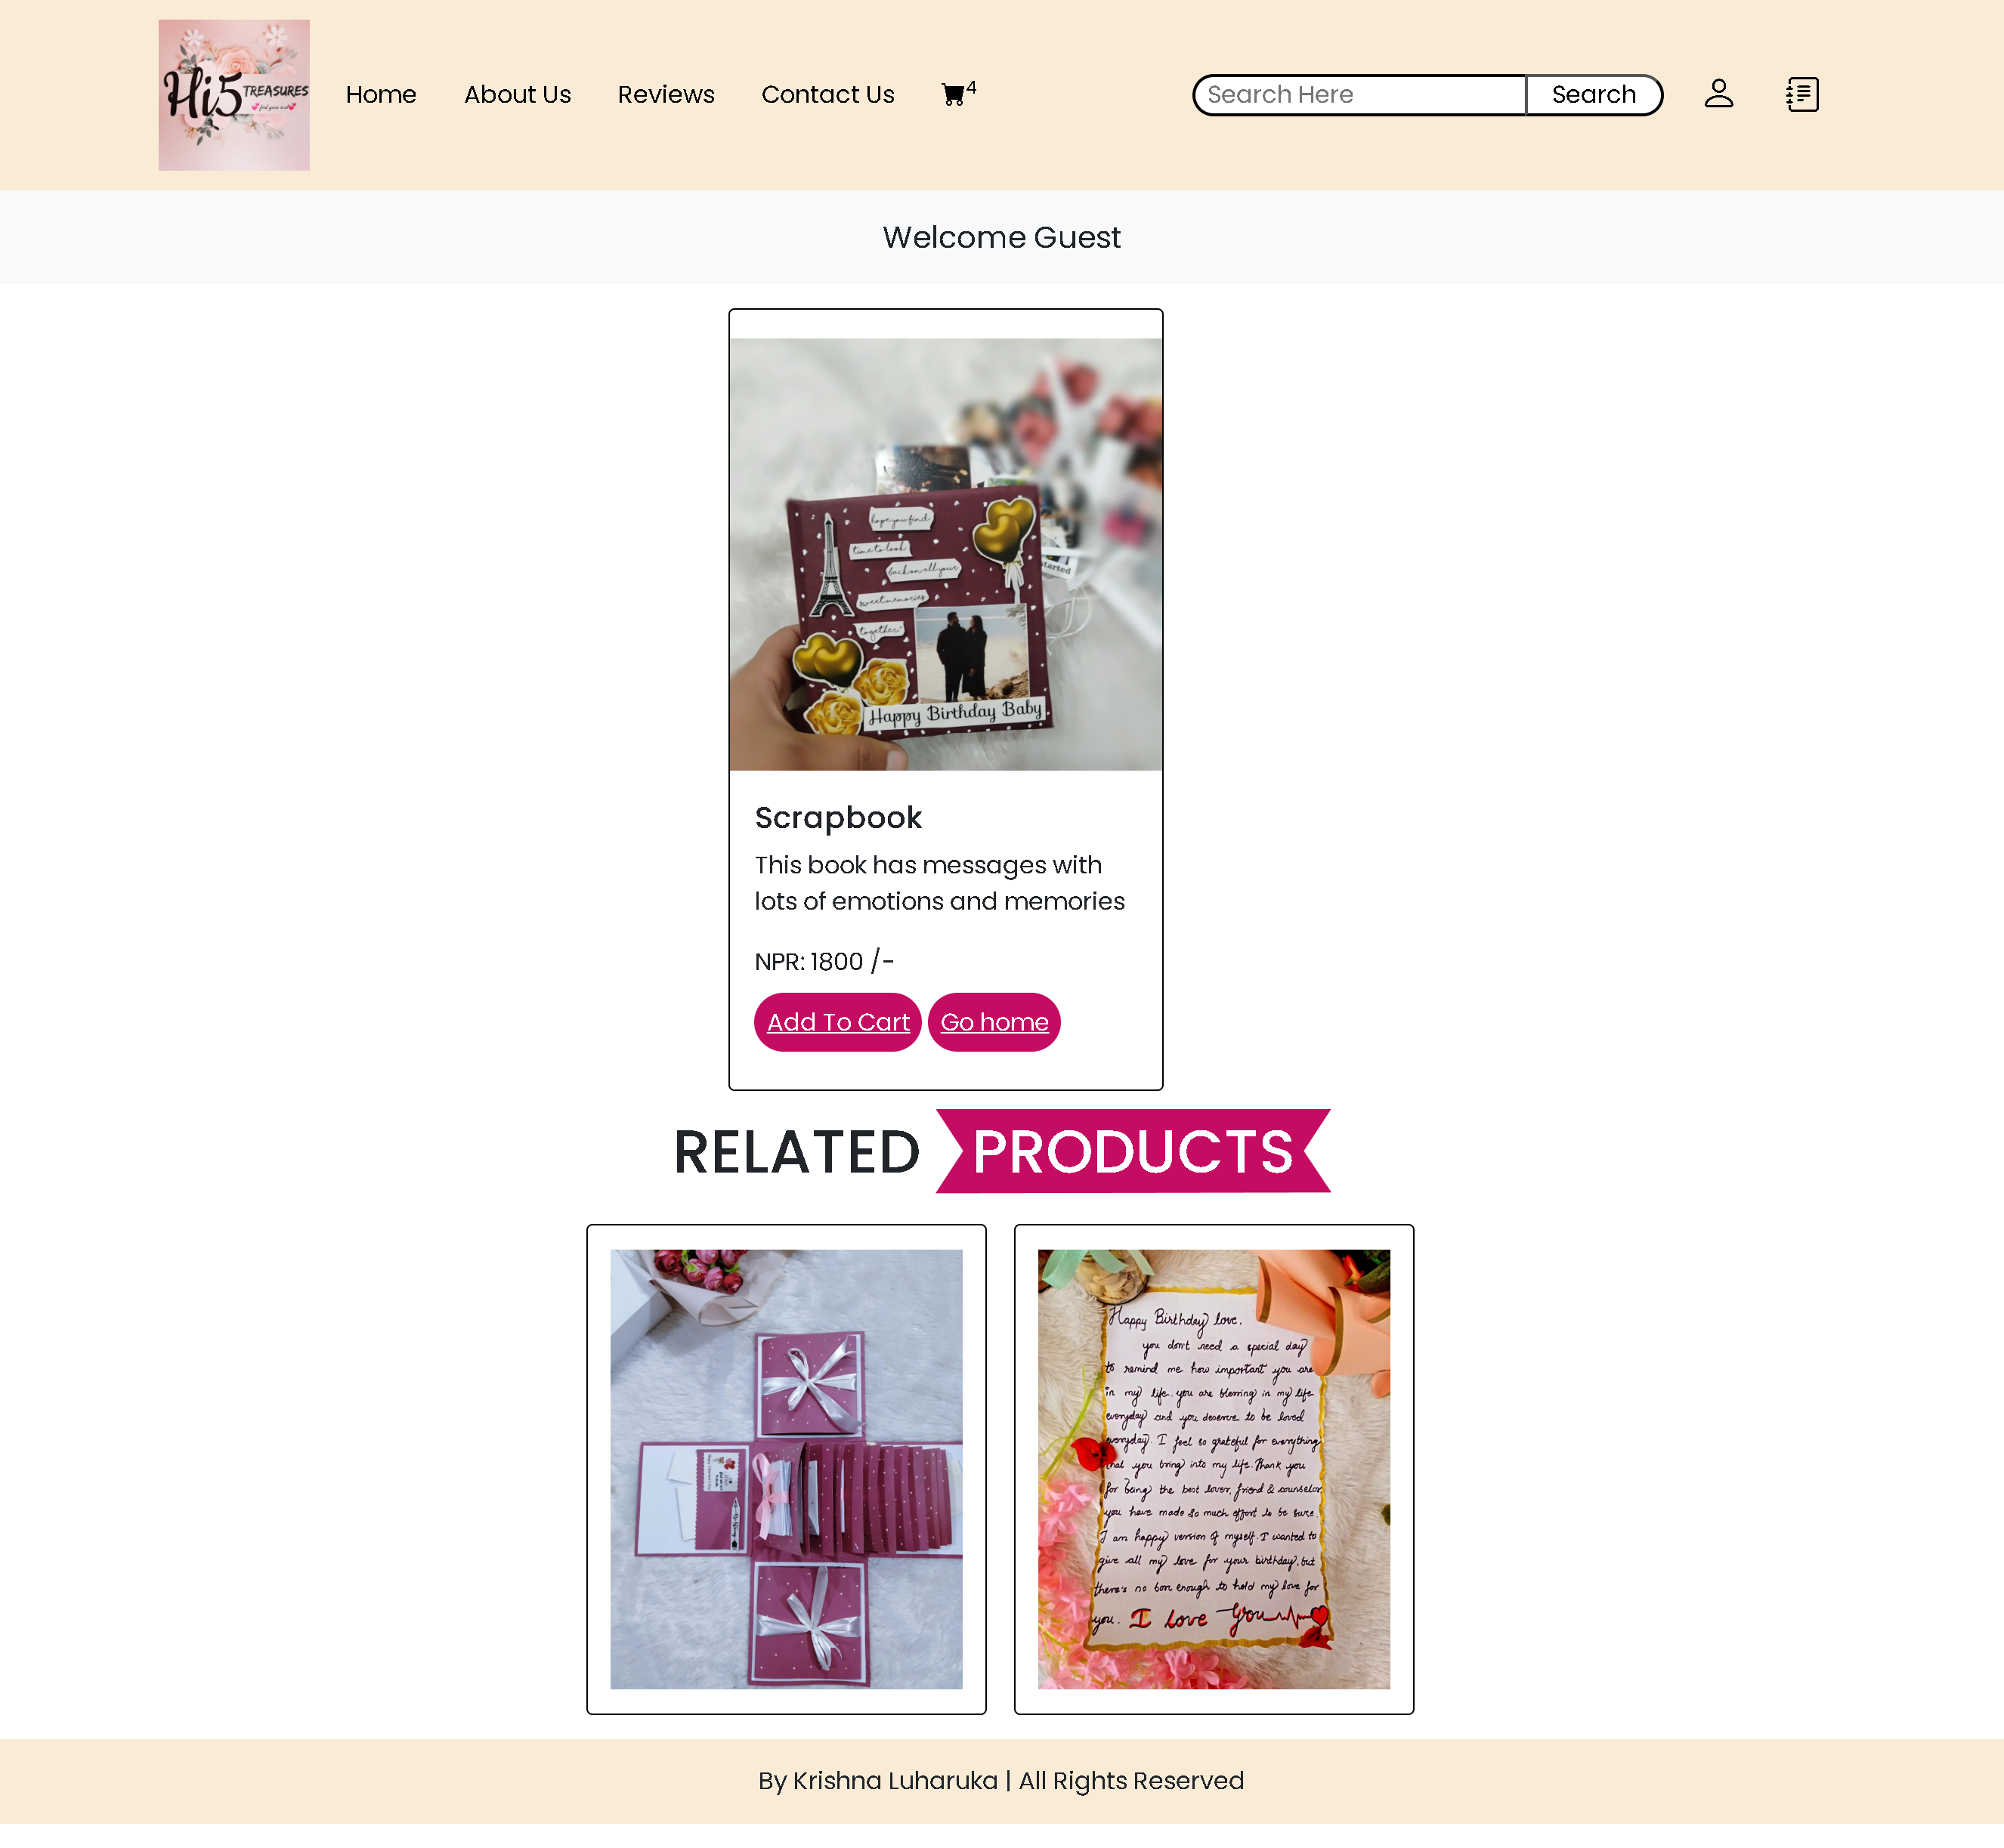 Hi5 TREASURES
feel your soul
Home
About Us
Reviews
Contact Us
4
Search Here
Search
Welcome Guest
hope you find
time to look
back on all your
sweet memories
together!
started
Happy Birthday Baby
Scrapbook
This book has messages with
lots of emotions and memories
NPR: 1800 /-
Add To Cart
Go home
RELATED PRODUCTS
Happy Birthday love,
you don't need a special day
to remind me how important you are
in my life. you are blessing in my life
everyday and you deserve to be loved
everyday. I feel so grateful for everything
that you bring into my life. Thank you
for being the best lover, friend & counselor
you have made so much effort to be sure.
I am happy version of myself. I wanted to
give all my love for your birthday, but
there's no box enough to hold my love for
you. I love you
By Krishna Luharuka | All Rights Reserved